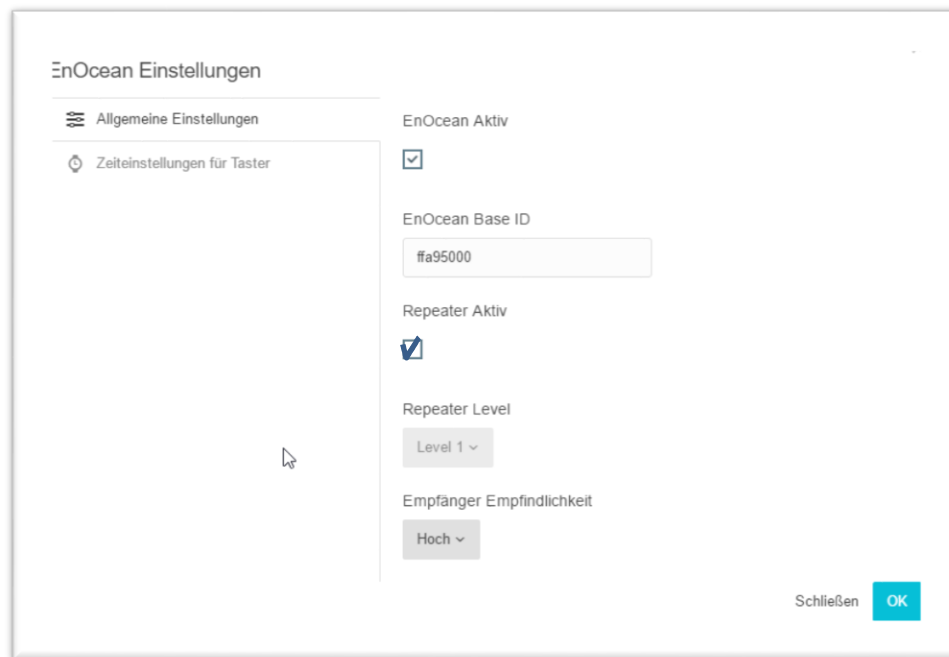 EnOcean Einstellungen
Allgemeine Einstellungen
Zeiteinstellungen für Taster
EnOcean Aktiv
EnOcean Base ID
ffa95000
Repeater Aktiv
Repeater Level
Level 1
Empfänger Empfindlichkeit
Hoch
Schließen
OK